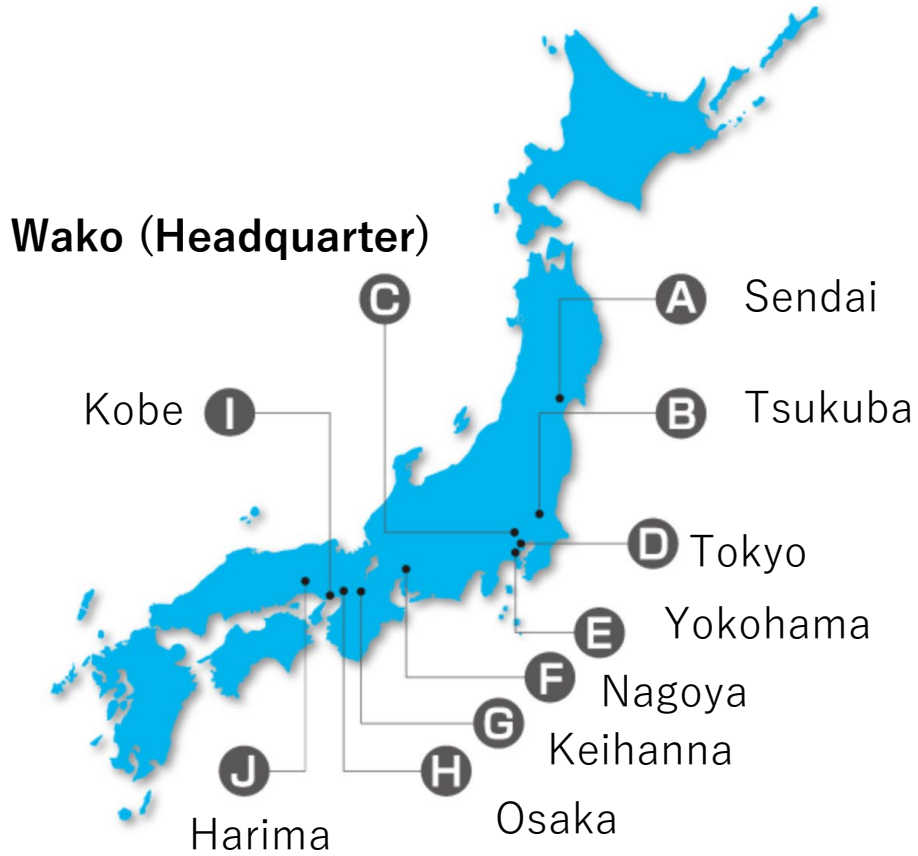 Wako (Headquarter)
C
A Sendai
Kobe I
B Tsukuba
D Tokyo
E Yokohama
F Nagoya
G Keihanna
J H
Osaka
Harima